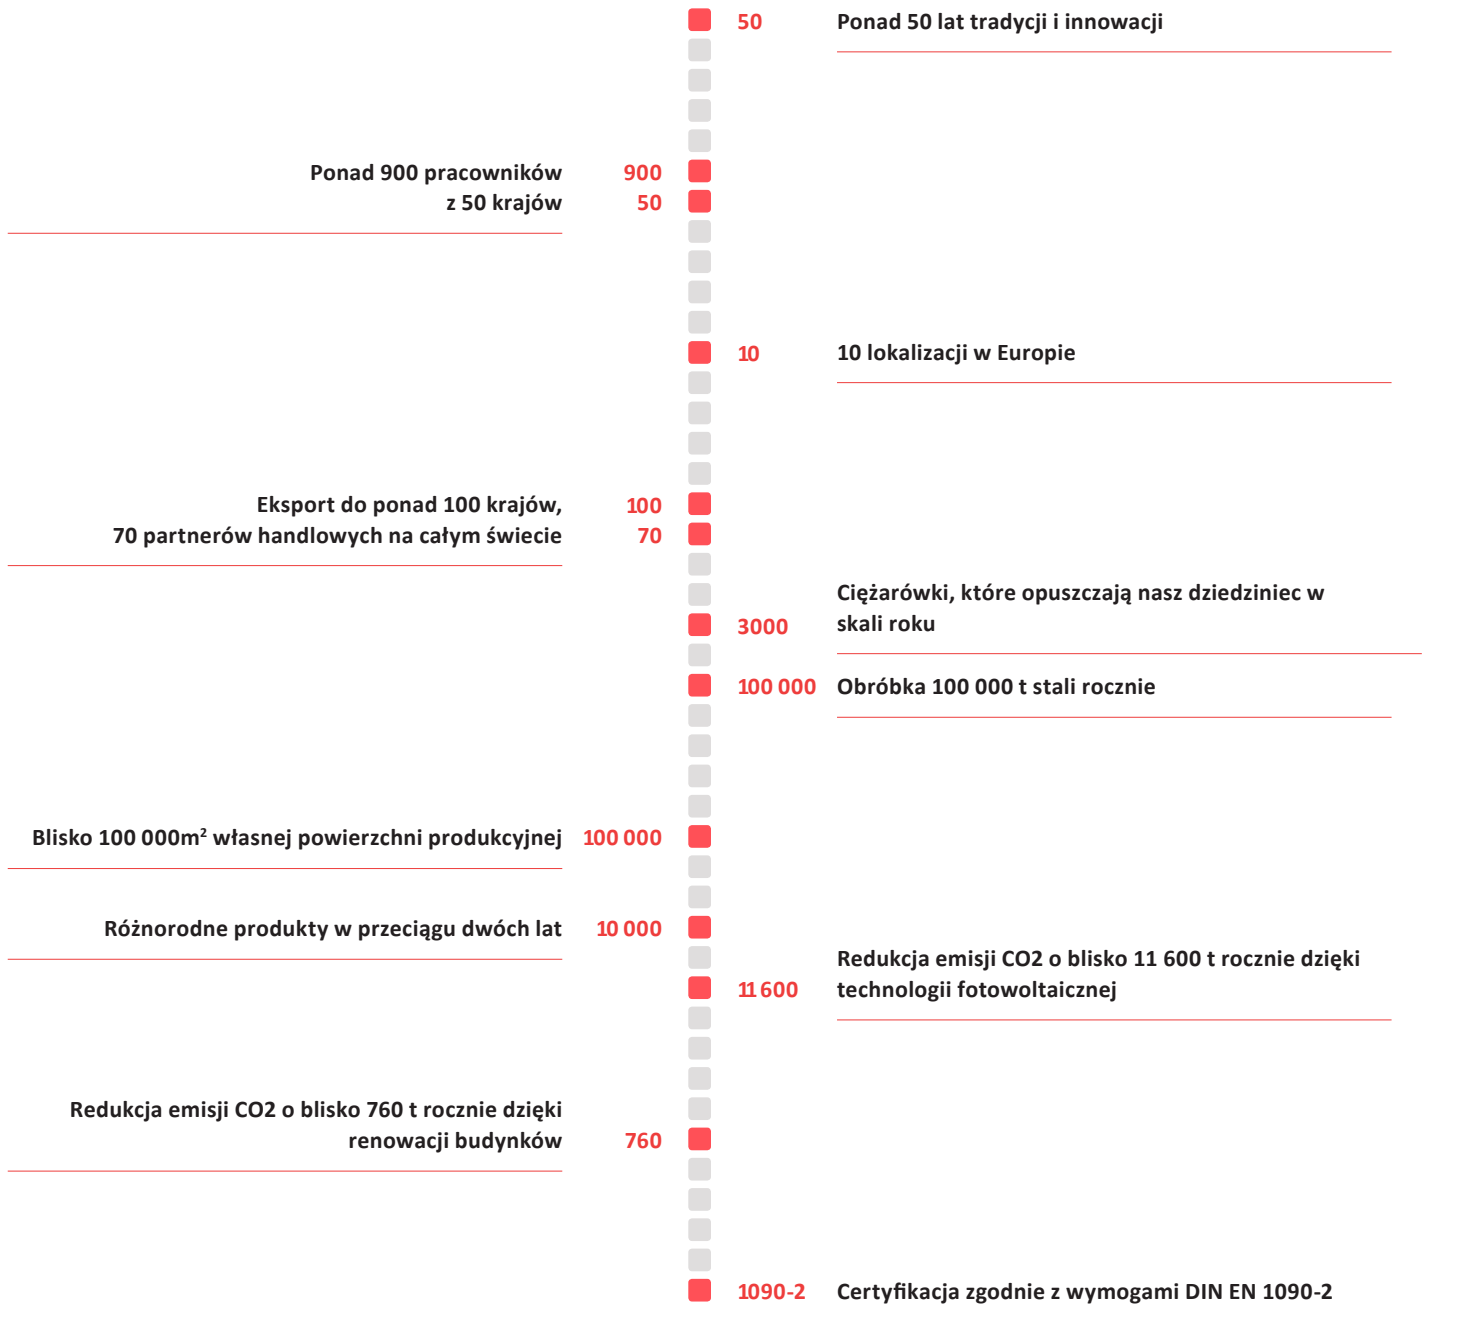 50 Ponad 50 lat tradycji i innowacji
Ponad 900 pracowników 900
z 50 krajów 50
10 10 lokalizacji w Europie
Eksport do ponad 100 krajów, 100
70 partnerów handlowych na całym świecie 70
Ciężarówki, które opuszczają nasz dziedziniec w
3000 skali roku
100 000 Obróbka 100 000 t stali rocznie
Blisko 100 000m² własnej powierzchni produkcyjnej 100 000
Różnorodne produkty w przeciągu dwóch lat 10 000
Redukcja emisji CO2 o blisko 11 600 t rocznie dzięki
11 600 technologii fotowoltaicznej
Redukcja emisji CO2 o blisko 760 t rocznie dzięki
renowacji budynków 760
1090-2 Certyfikacja zgodnie z wymogami DIN EN 1090-2